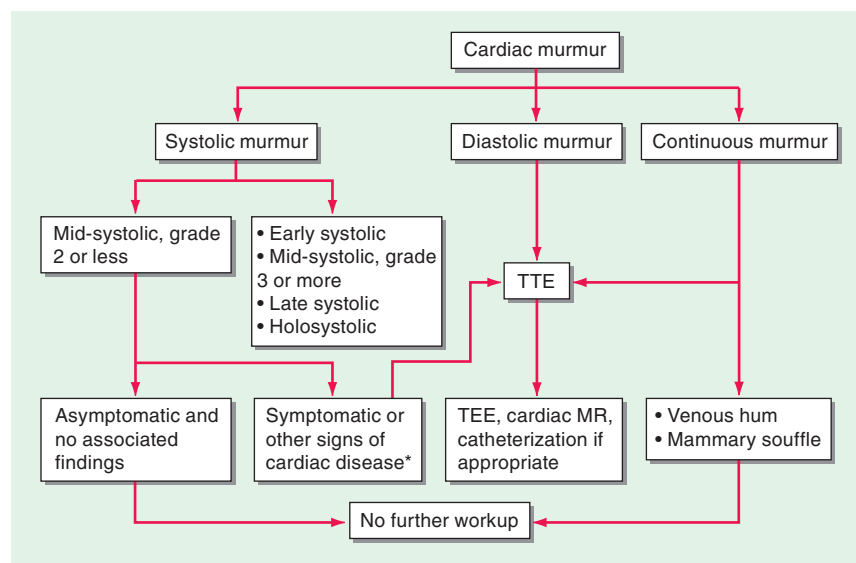 Cardiac murmur
Systolic murmur
Diastolic murmur
Continuous murmur
Mid-systolic, grade
2 or less
• Early systolic
• Mid-systolic, grade
3 or more
• Late systolic
• Holosystolic
TTE
Asymptomatic and
no associated
findings
Symptomatic or
other signs of
cardiac disease*
TEE, cardiac MR,
catheterization if
appropriate
• Venous hum
• Mammary souffle
No further workup